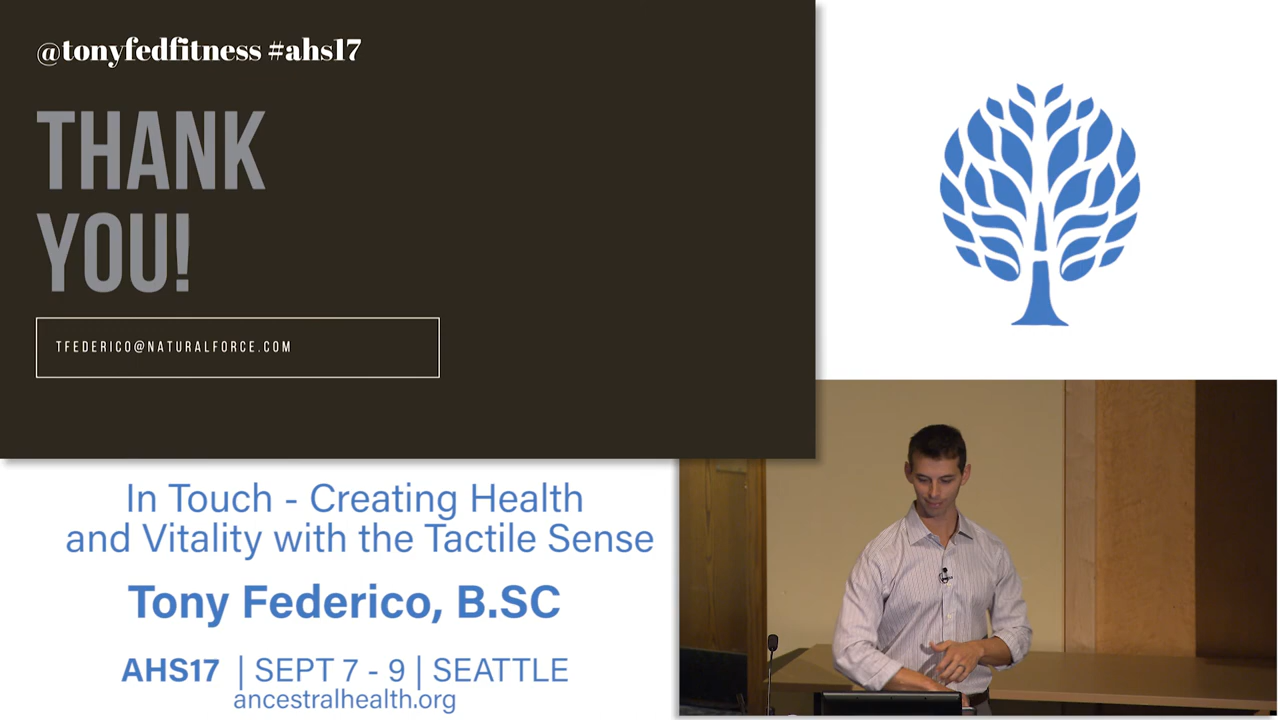 @tonyfedfitness #ahs17
THANK
YOU!
TFEDERICO@NATURALFORCE.COM
In Touch - Creating Health
and Vitality with the Tactile Sense
Tony Federico, B.SC
AHS17 | SEPT 7 - 9 | SEATTLE
ancestralhealth.org